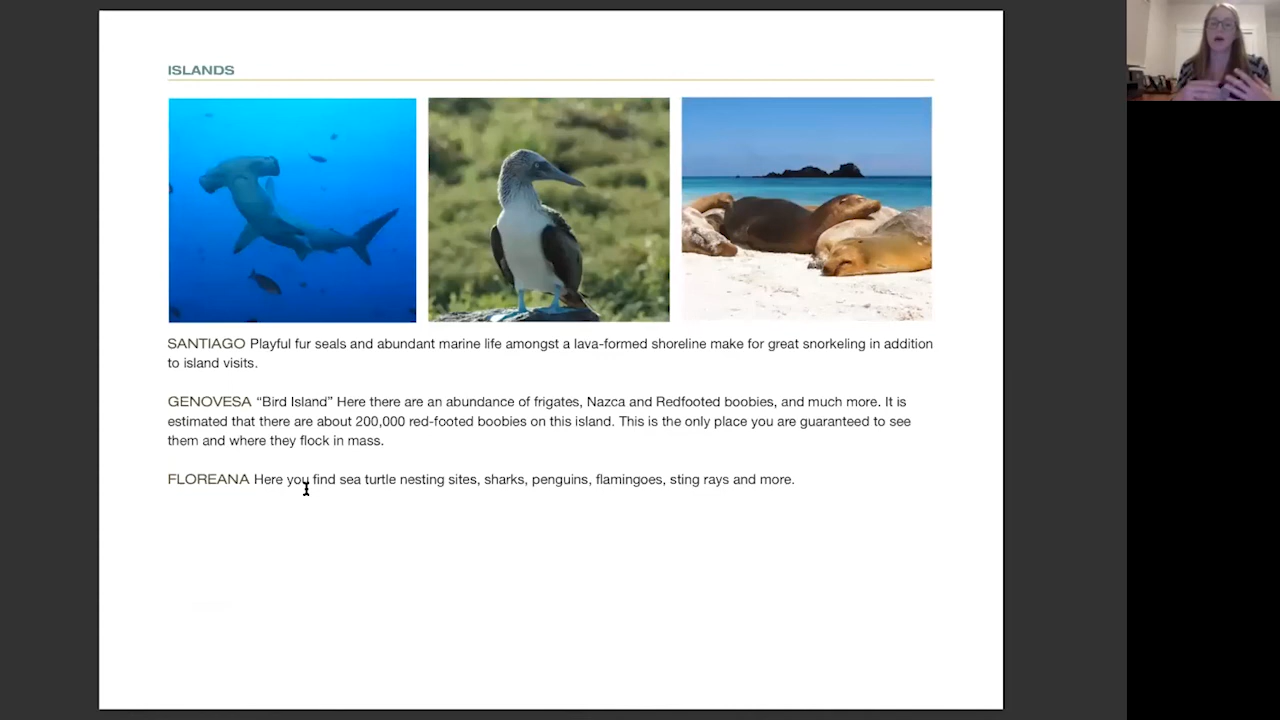 ISLANDS
SANTIAGO Playful fur seals and abundant marine life amongst a lava-formed shoreline make for great snorkeling in addition
to island visits.
GENOVESA “Bird Island” Here there are an abundance of frigates, Nazca and Redfooted boobies, and much more. It is
estimated that there are about 200,000 red-footed boobies on this island. This is the only place you are guaranteed to see
them and where they flock in mass.
FLOREANA Here you find sea turtle nesting sites, sharks, penguins, flamingoes, sting rays and more.